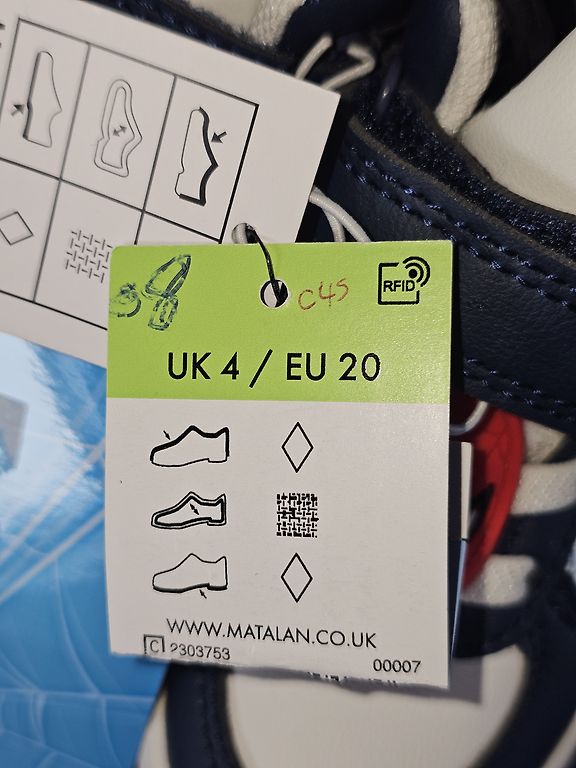 C45
RFID
UK 4 / EU 20
WWW.MATALAN.CO.UK
C 2303753
00007